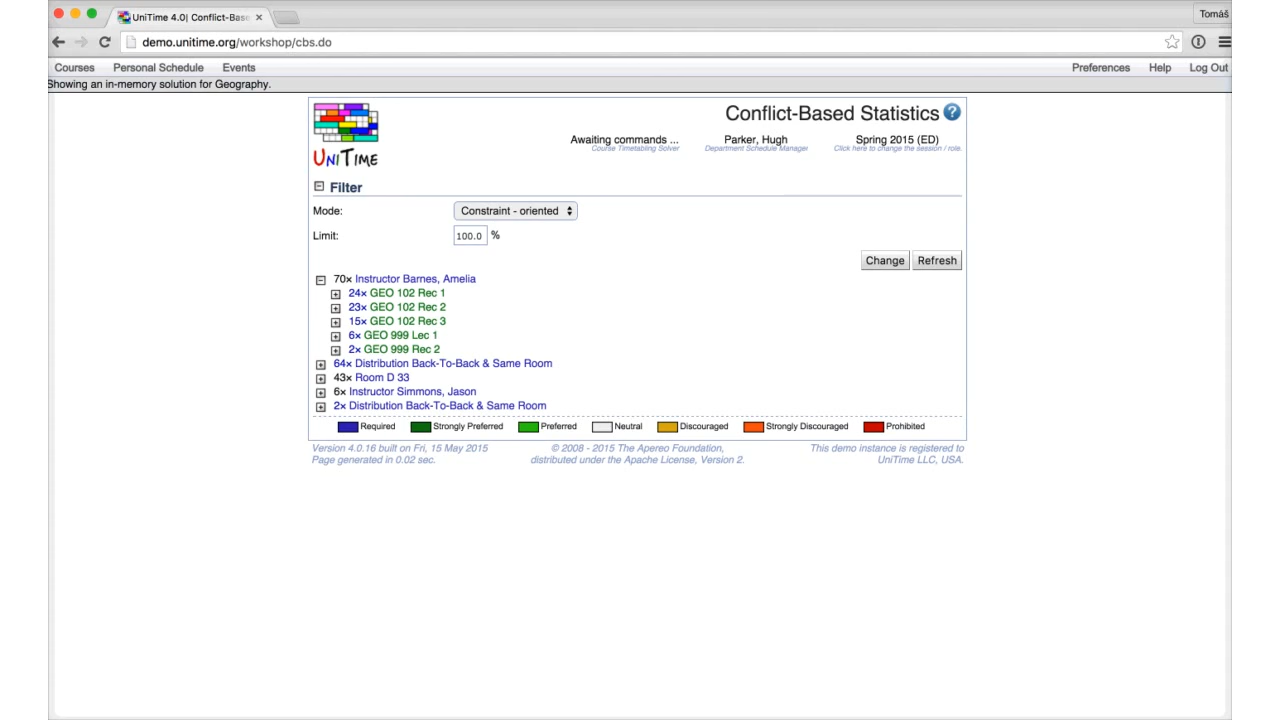 UniTime 4.0| Conflict-Base
Tomáš
demo.unitime.org/workshop/cbs.do
Courses Personal Schedule Events Preferences Help Log Out
Showing an in-memory solution for Geography.
UNITIME
Conflict-Based Statistics ?
Awaiting commands ... Parker, Hugh Spring 2015 (ED)
Course Timetabling Solver Department Schedule Manager Click here to change the session / role.
Filter
Mode: Constraint - oriented
Limit: 100.0 %
Change Refresh
70× Instructor Barnes, Amelia
24× GEO 102 Rec 1
23× GEO 102 Rec 2
15× GEO 102 Rec 3
6× GEO 999 Lec 1
2× GEO 999 Rec 2
64× Distribution Back-To-Back & Same Room
43× Room D 33
6× Instructor Simmons, Jason
2× Distribution Back-To-Back & Same Room
Required Strongly Preferred Preferred Neutral Discouraged Strongly Discouraged Prohibited
Version 4.0.16 built on Fri, 15 May 2015 © 2008 - 2015 The Apereo Foundation, This demo instance is registered to
Page generated in 0.02 sec. distributed under the Apache License, Version 2. UniTime LLC, USA.